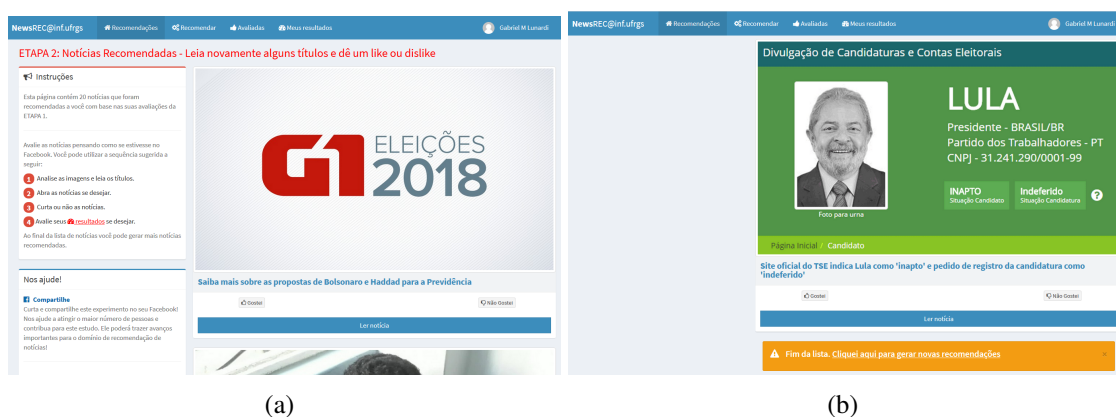 NewsREC@inf.ufrgs
Recomendações
Recomendar
Avaliadas
Meus resultados
Gabriel M Lunardi
ETAPA 2: Notícias Recomendadas - Leia novamente alguns títulos e dê um like ou dislike
Instruções
Esta página contém 20 notícias que foram
recomendadas a você com base nas suas avaliações da
ETAPA 1.
Avalie as notícias pensando como se estivesse no
Facebook. Você pode utilizar a sequência sugerida a
seguir:
1 Analise as imagens e leia os títulos.
2 Abra as notícias se desejar.
3 Curta ou não as notícias.
4 Avalie seus resultados se desejar.
Ao final da lista de notícias você pode gerar mais notícias
recomendadas.
Nos ajude!
Compartilhe
Curta e compartilhe este experimento no seu Facebook!
Nos ajude a atingir o maior número de pessoas e
contribua para este estudo. Ele poderá trazer avanços
importantes para o domínio de recomendação de
notícias!
G1 ELEIÇÕES
2018
Saiba mais sobre as propostas de Bolsonaro e Haddad para a Previdência
Gostei
Não Gostei
Ler notícia
(a)
NewsREC@inf.ufrgs
Recomendações
Recomendar
Avaliadas
Meus resultados
Gabriel M Lunardi
Divulgação de Candidaturas e Contas Eleitorais
LULA
Presidente - BRASIL/BR
Partido dos Trabalhadores - PT
CNPJ - 31.241.290/0001-99
INAPTO
Situação Candidato
Indeferido
Situação Candidatura
?
Foto para urna
Página Inicial / Candidato
Site oficial do TSE indica Lula como 'inapto' e pedido de registro da candidatura como
'indeferido'
Gostei
Não Gostei
Ler notícia
Fim da lista. Cliquei aqui para gerar novas recomendações
×
(b)